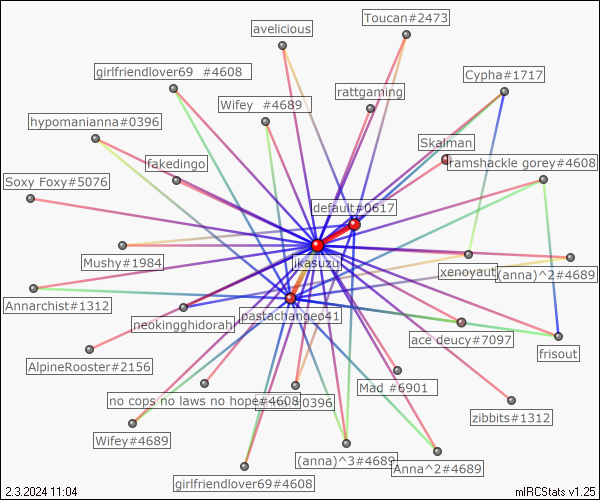 Toucan#2473
avelicious
girlfriendlover69 #4608
Cypha#1717
rattgaming
Wifey #4689
hypomanianna#0396
Skalman
fakedingo
ramshackle gorey#4608
Soxy Foxy#5076
default#0617
Mushy#1984
ikasuzu
xenoyaut
(anna)^2#4689
Annarchist#1312
pastachangeo41
neokingghidorah
ace deucy#7097
frisout
AlpineRooster#2156
Mad #6901
no cops no laws no hope#4608
#0396
zibbits#1312
Wifey#4689
(anna)^3#4689
Anna^2#4689
girlfriendlover69#4608
2.3.2024 11:04
mIRCStats v1.25